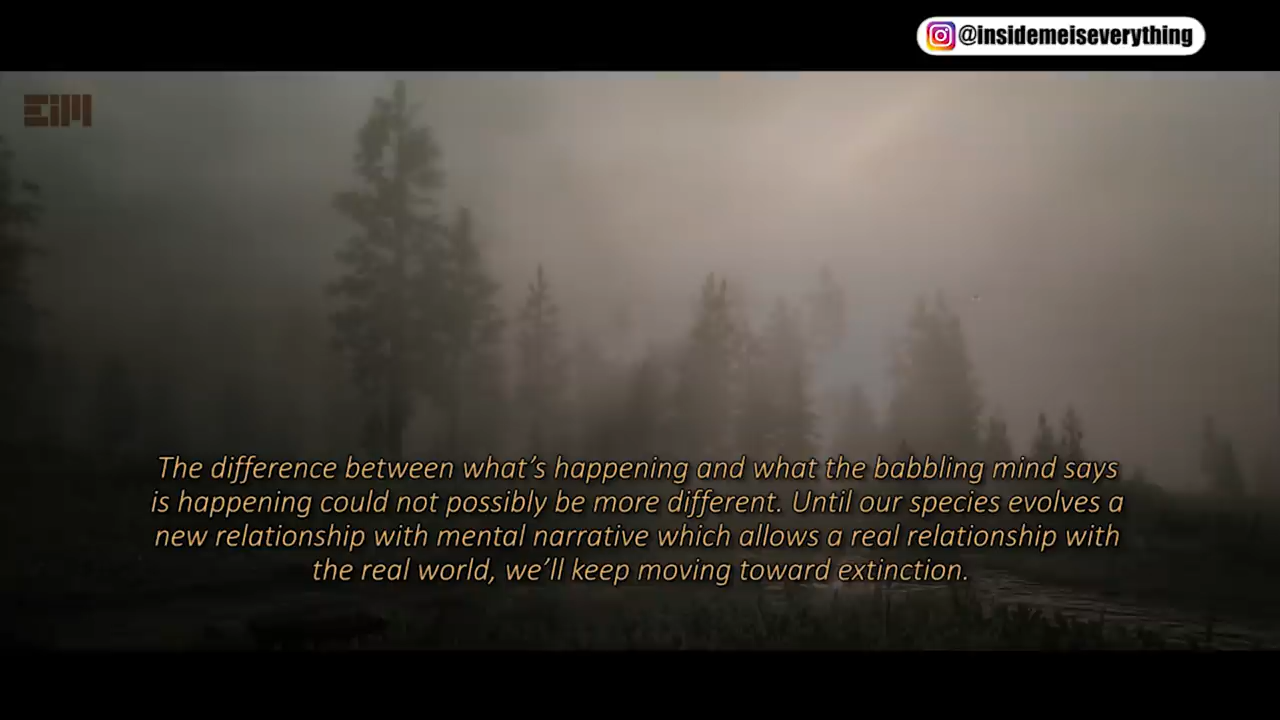 @insidemeiseverything
EiM
The difference between what's happening and what the babbling mind says
is happening could not possibly be more different. Until our species evolves a
new relationship with mental narrative which allows a real relationship with
the real world, we'll keep moving toward extinction.